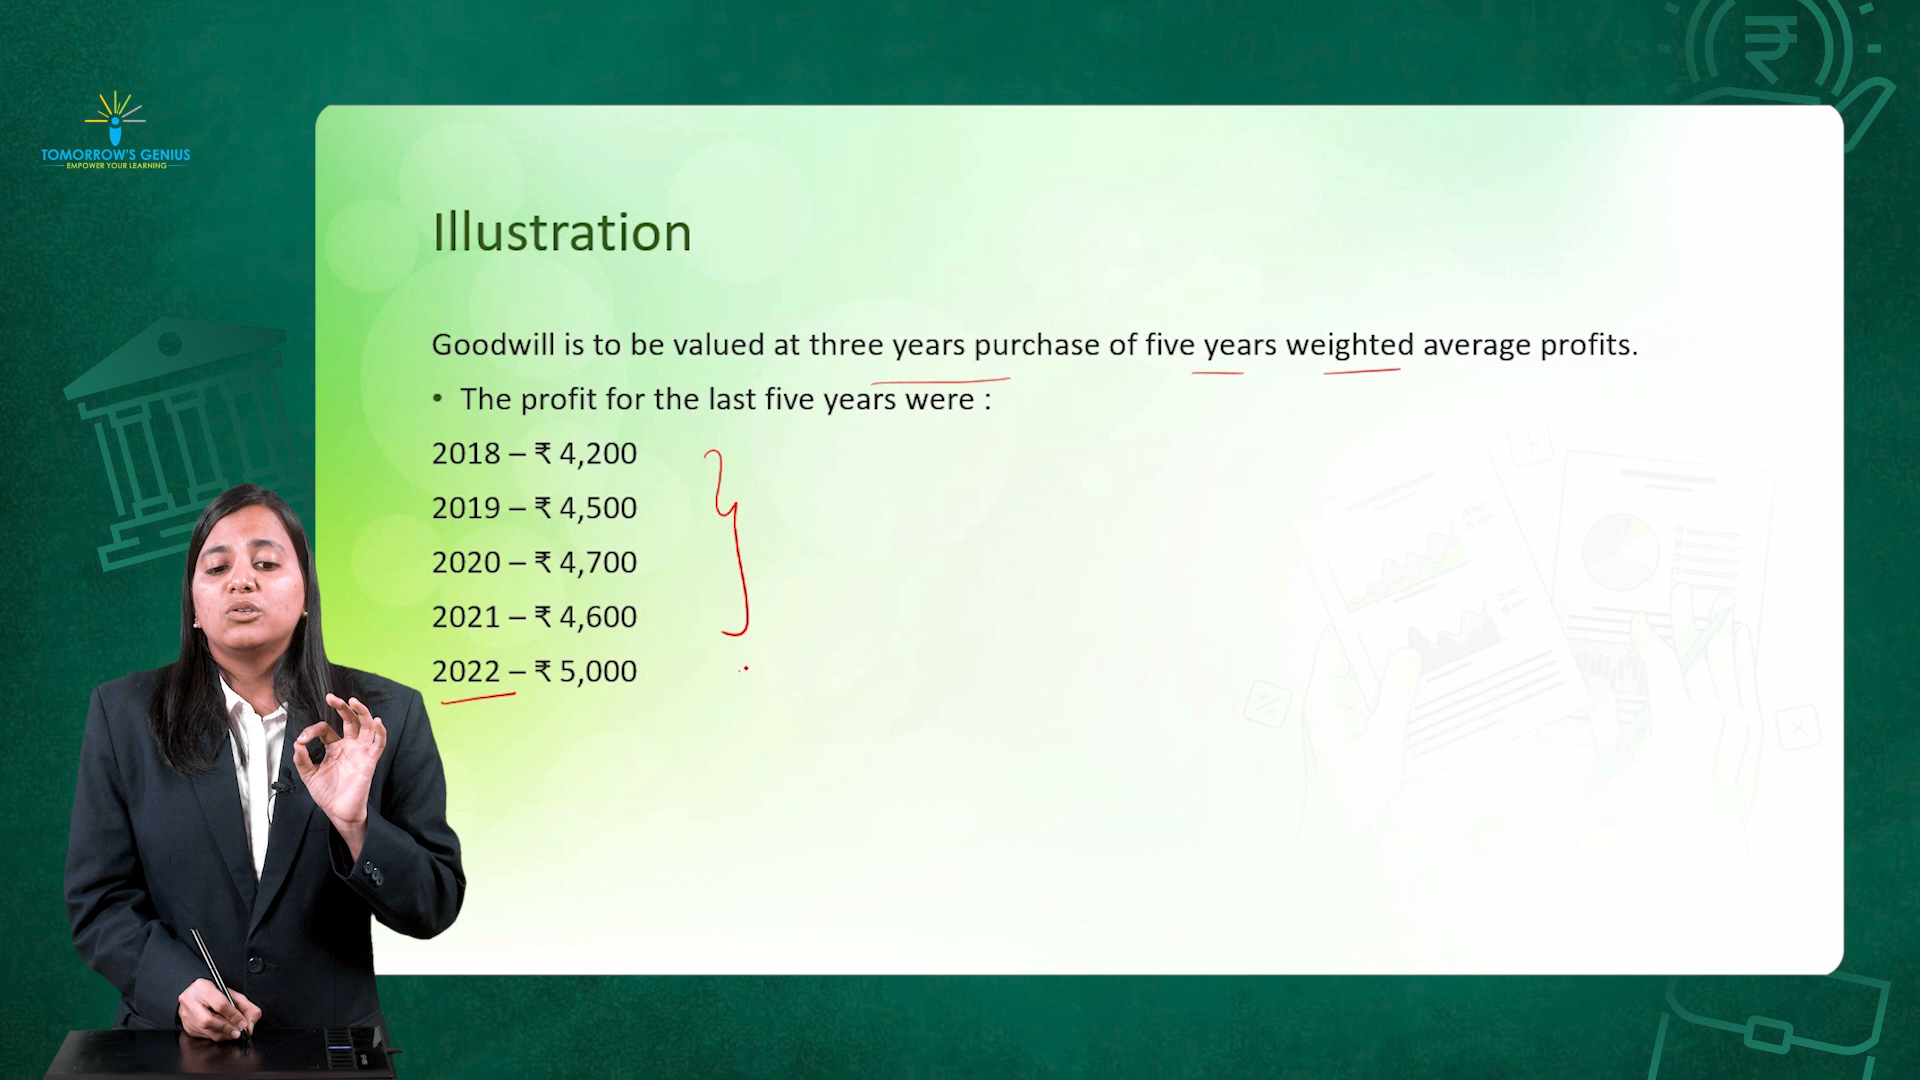 TOMORROW'S GENIUS
EMPOWER YOUR LEARNING
Illustration
Goodwill is to be valued at three years purchase of five years weighted average profits.
• The profit for the last five years were :
2018 – ₹ 4,200
2019 – ₹ 4,500
2020 – ₹ 4,700
2021 – ₹ 4,600
2022 – ₹ 5,000